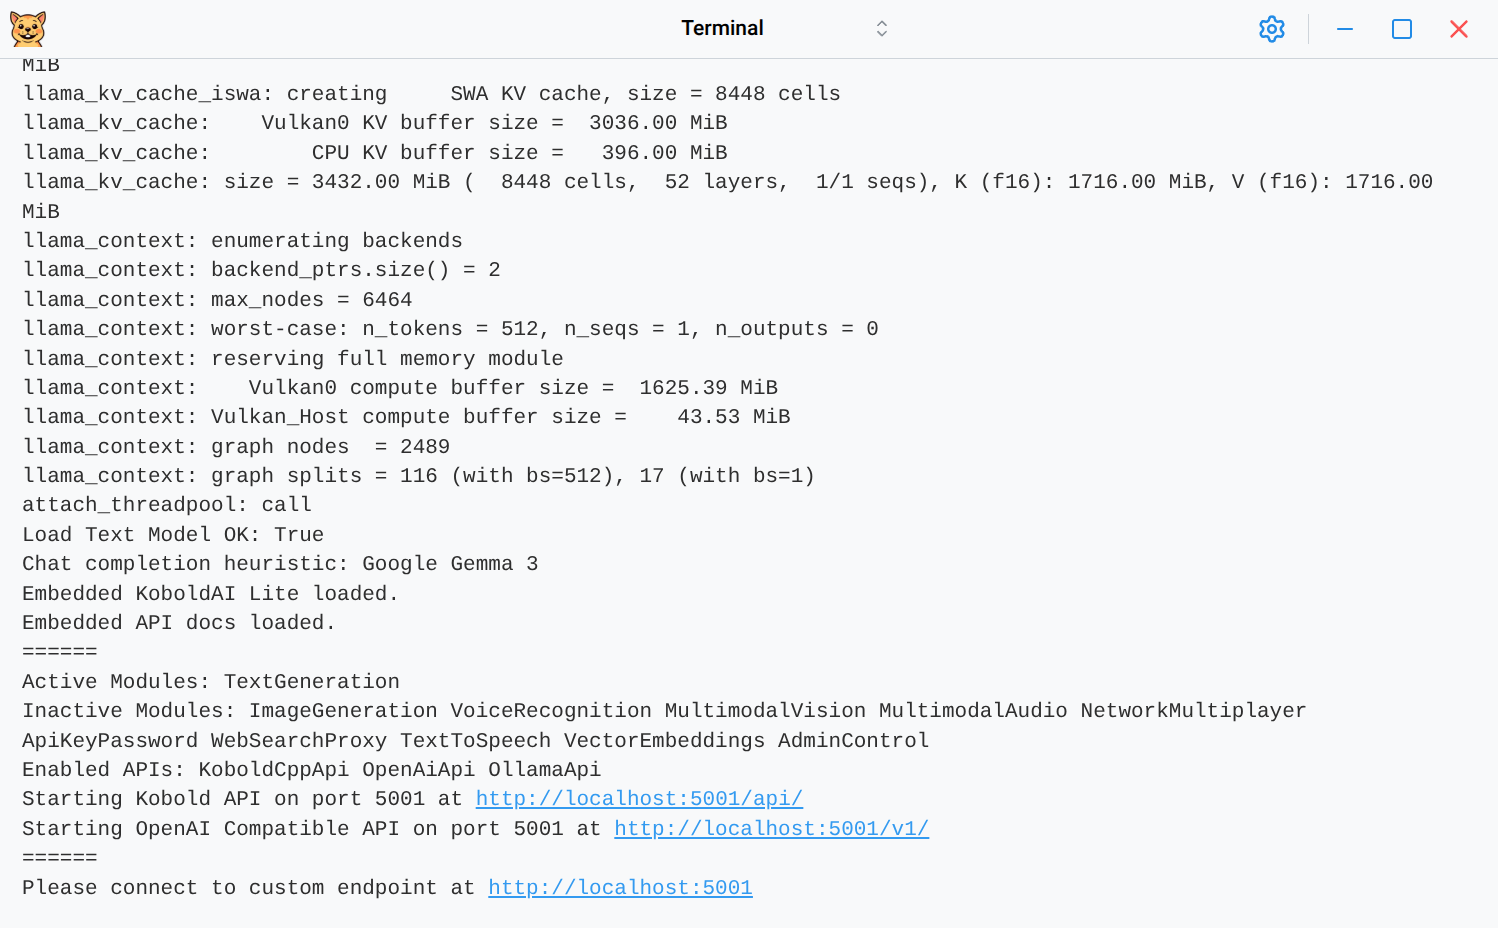 Terminal
MiB
llama_kv_cache_iswa: creating     SWA KV cache, size = 8448 cells
llama_kv_cache:    Vulkan0 KV buffer size =  3036.00 MiB
llama_kv_cache:        CPU KV buffer size =   396.00 MiB
llama_kv_cache: size = 3432.00 MiB (  8448 cells,  52 layers,  1/1 seqs), K (f16): 1716.00 MiB, V (f16): 1716.00
MiB
llama_context: enumerating backends
llama_context: backend_ptrs.size() = 2
llama_context: max_nodes = 6464
llama_context: worst-case: n_tokens = 512, n_seqs = 1, n_outputs = 0
llama_context: reserving full memory module
llama_context:    Vulkan0 compute buffer size =  1625.39 MiB
llama_context: Vulkan_Host compute buffer size =    43.53 MiB
llama_context: graph nodes  = 2489
llama_context: graph splits = 116 (with bs=512), 17 (with bs=1)
attach_threadpool: call
Load Text Model OK: True
Chat completion heuristic: Google Gemma 3
Embedded KoboldAI Lite loaded.
Embedded API docs loaded.
======
Active Modules: TextGeneration
Inactive Modules: ImageGeneration VoiceRecognition MultimodalVision MultimodalAudio NetworkMultiplayer
ApiKeyPassword WebSearchProxy TextToSpeech VectorEmbeddings AdminControl
Enabled APIs: KoboldCppApi OpenAiApi OllamaApi
Starting Kobold API on port 5001 at http://localhost:5001/api/
Starting OpenAI Compatible API on port 5001 at http://localhost:5001/v1/
======
Please connect to custom endpoint at http://localhost:5001